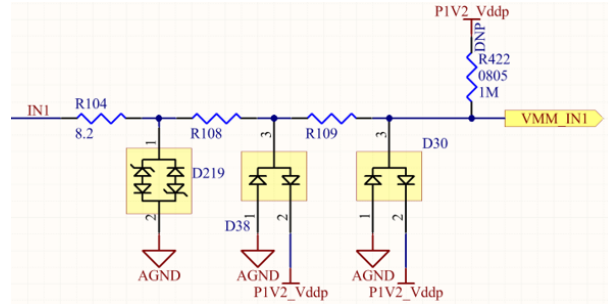 P1V2_Vddp
DNP
R422
0805
1M
IN1
R104
8.2
R108
R109
VMM_IN1
1
3
3
D30
D219
2
D38
1
2
1
2
AGND
AGND
AGND
P1V2_Vddp
P1V2_Vddp